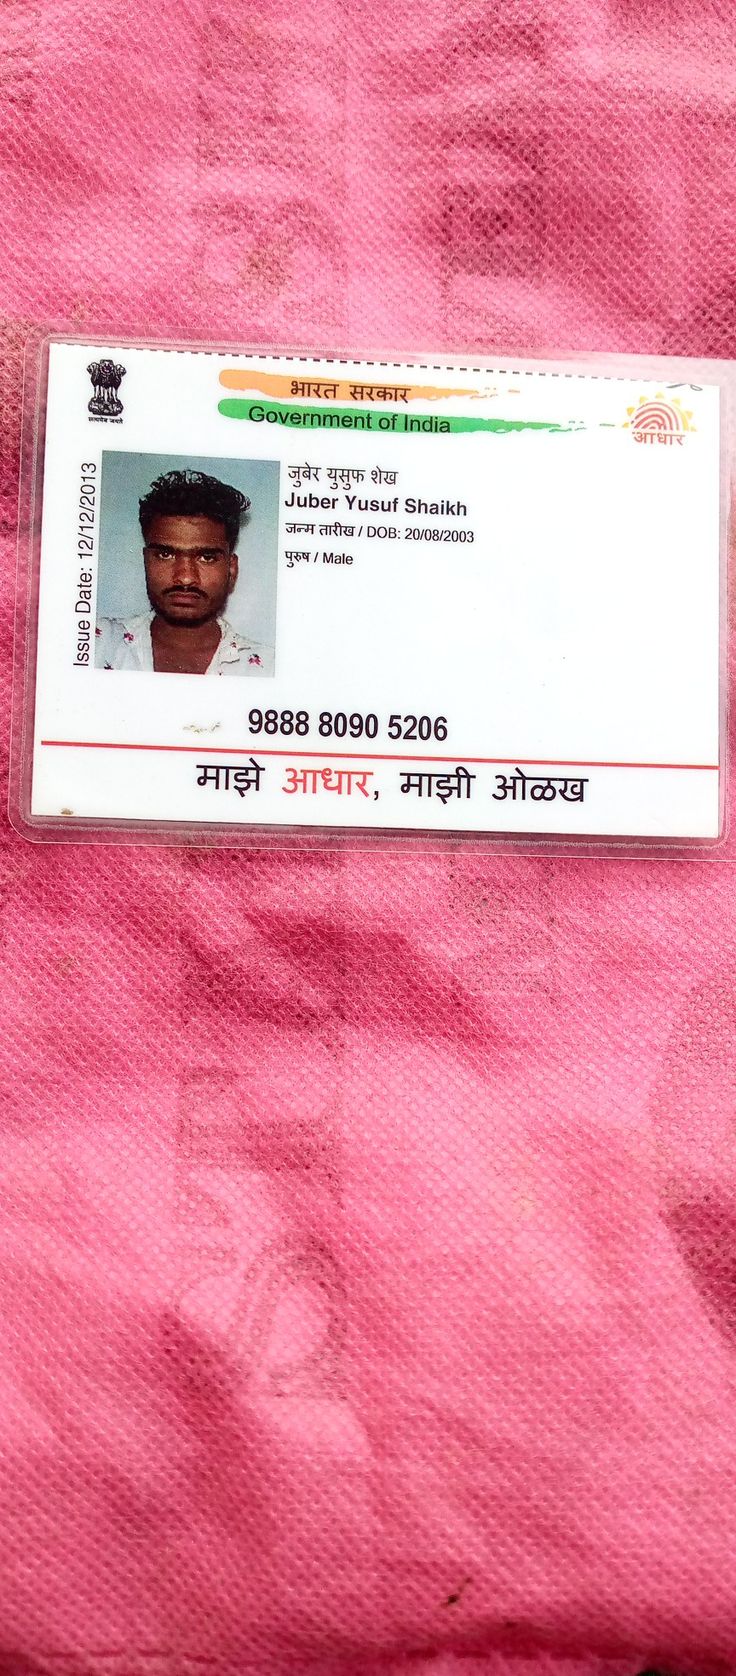 भारत सरकार
Government of India
सत्यमेव जयते
आधार
Issue Date: 12/12/2013
जुबेर युसुफ शेख
Juber Yusuf Shaikh
जन्म तारीख / DOB: 20/08/2003
पुरुष / Male
9888 8090 5206
माझे आधार, माझी ओळख